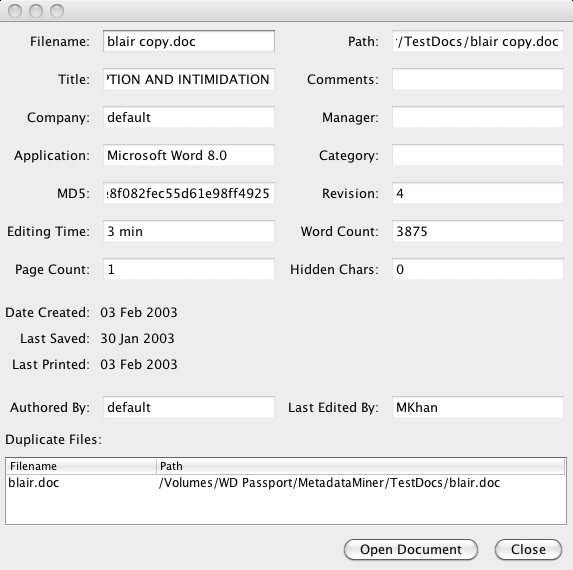 Filename: blair copy.doc Path: /TestDocs/blair copy.doc
Title: PTION AND INTIMIDATION Comments:
Company: default Manager:
Application: Microsoft Word 8.0 Category:
MD5: e8f082fec55d61e98ff4925 Revision: 4
Editing Time: 3 min Word Count: 3875
Page Count: 1 Hidden Chars: 0
Date Created: 03 Feb 2003
Last Saved: 30 Jan 2003
Last Printed: 03 Feb 2003
Authored By: default Last Edited By: MKhan
Duplicate Files:
Filename Path
blair.doc /Volumes/WD Passport/MetadataMiner/TestDocs/blair.doc
Open Document Close